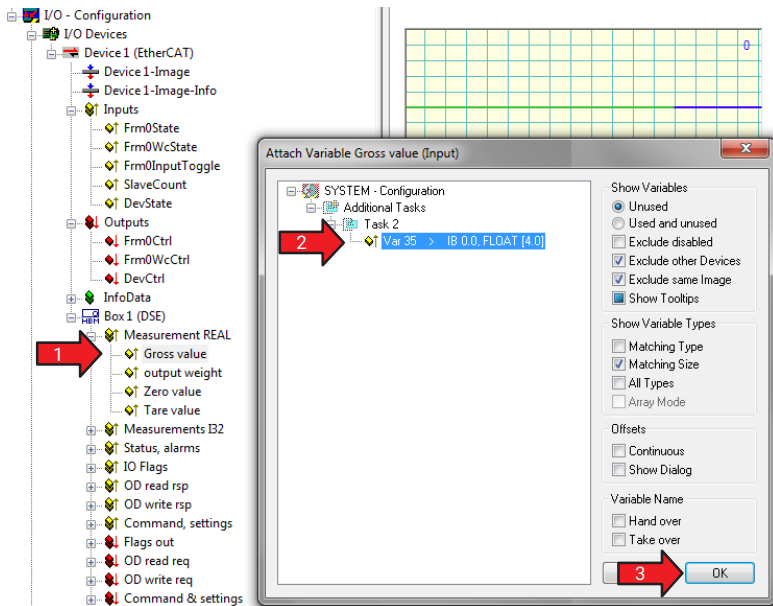 I/O - Configuration
I/O Devices
Device 1 (EtherCAT)
Device 1-Image
Device 1-Image-Info
Inputs
Frm0State
Frm0WcState
Frm0InputToggle
SlaveCount
DevState
Outputs
Frm0Ctrl
Frm0WcCtrl
DevCtrl
InfoData
HBM
Box 1 (DSE)
Measurement REAL
1
Gross value
output weight
Zero value
Tare value
Measurements I32
Status, alarms
IO Flags
OD read rsp
OD write rsp
Command, settings
Flags out
OD read req
OD write req
Command & settings
0
Attach Variable Gross value (Input)
SYSTEM - Configuration
Additional Tasks
Task 2
2
Var 35 > IB 0.0, FLOAT [4.0]
Show Variables
Unused
Used and unused
Exclude disabled
Exclude other Devices
Exclude same Image
Show Tooltips
Show Variable Types
Matching Type
Matching Size
All Types
Array Mode
Offsets
Continuous
Show Dialog
Variable Name
Hand over
Take over
3
OK